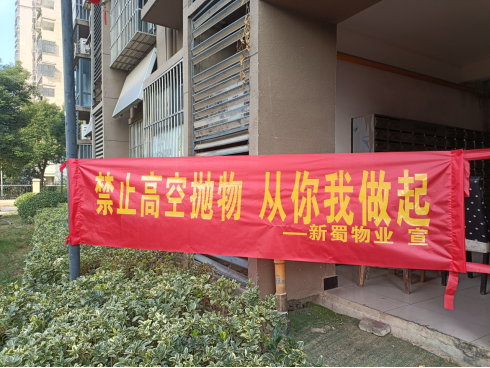 禁止高空抛物 从你我做起
——新蜀物业 宣